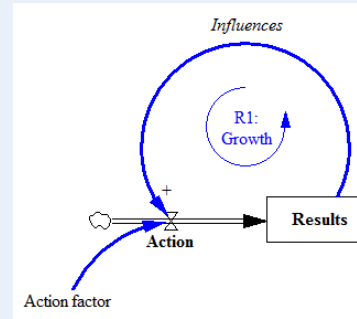 Influences
R1:
Growth
+
Results
Action
Action factor